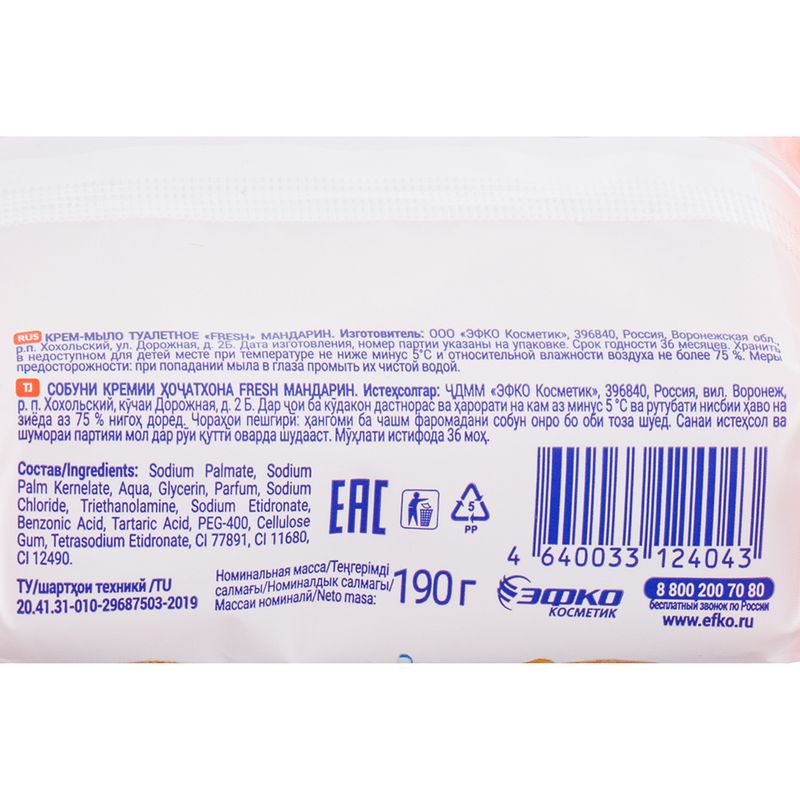 RUS КРЕМ-МЫЛО ТУАЛЕТНОЕ «FRESH» МАНДАРИН. Изготовитель: ООО «ЭФКО Косметик», 396840, Россия, Воронежская обл.,
р.п. Хохольский, ул. Дорожная, д. 2Б. Дата изготовления, номер партии указаны на упаковке. Срок годности 36 месяцев. Хранить
в недоступном для детей месте при температуре не ниже минус 5°С и относительной влажности воздуха не более 75 %. Меры
предосторожности: при попадании мыла в глаза промыть их чистой водой.
TJ СОБУНИ КРЕМИИ ҲОҶАТХОНА FRESH МАНДАРИН. Истеҳсолгар: ҶДММ «ЭФКО Косметик», 396840, Россия, вил. Воронеж,
р. п. Хохольский, кӯчаи Дорожная, д. 2 Б. Дар ҷои ба кӯдакон дастнорас ва ҳарорати на кам аз минус 5 °С ва рутубати нисбии ҳаво на
зиёда аз 75 % нигоҳ доред. Чораҳои пешгирӣ: ҳангоми ба чашм фаромадани собун онро бо оби тоза шуед. Санаи истеҳсол ва
шумораи партияи мол дар рӯи қуттӣ оварда шудааст. Мӯҳлати истифода 36 моҳ.
Состав/Ingredients: Sodium Palmate, Sodium
Palm Kernelate, Aqua, Glycerin, Parfum, Sodium
Chloride, Triethanolamine, Sodium Etidronate,
Benzonic Acid, Tartaric Acid, PEG-400, Cellulose
Gum, Tetrasodium Etidronate, CI 77891, CI 11680,
CI 12490.
EAC
5
PP
4 640033 124043
ТУ/шартҳои техникӣ /TU
20.41.31-010-29687503-2019
Номинальная масса/Теңгерімді
салмағы/Номиналдык салмагы/
Массаи номиналӣ/Neto masa:
190 г
ЭФКО
КОСМЕТИК
8 800 200 70 80
бесплатный звонок по России
www.efko.ru